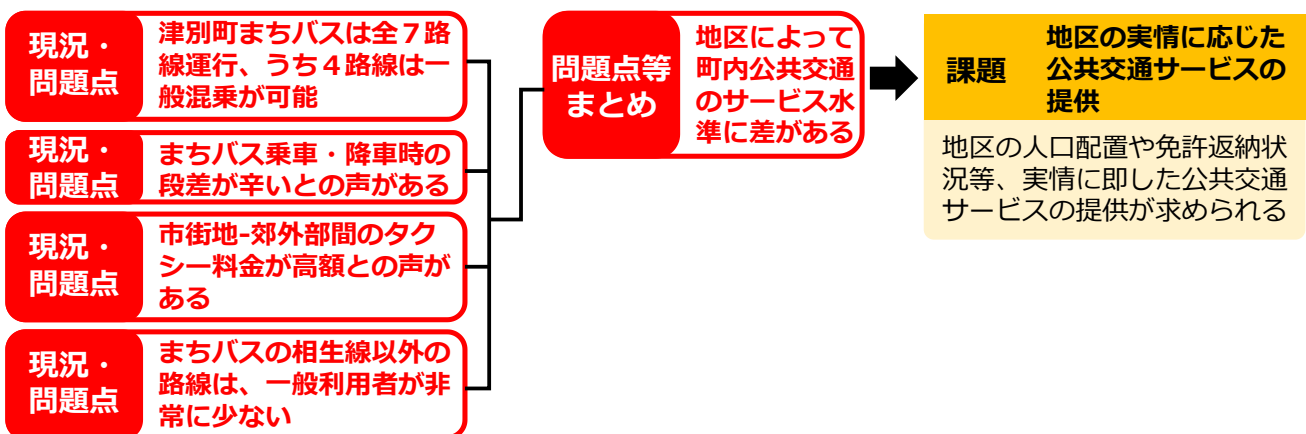 現況・
問題点
津別町まちバスは全７路
線運行、うち４路線は一
般混乗が可能
現況・
問題点
まちバス乗車・降車時の
段差が辛いとの声がある
現況・
問題点
市街地-郊外部間のタク
シー料金が高額との声が
ある
現況・
問題点
まちバスの相生線以外の
路線は、一般利用者が非
常に少ない
問題点等
まとめ
地区によって
町内公共交通
のサービス水
準に差がある
課題
地区の実情に応じた
公共交通サービスの
提供
地区の人口配置や免許返納状
況等、実情に即した公共交通
サービスの提供が求められる